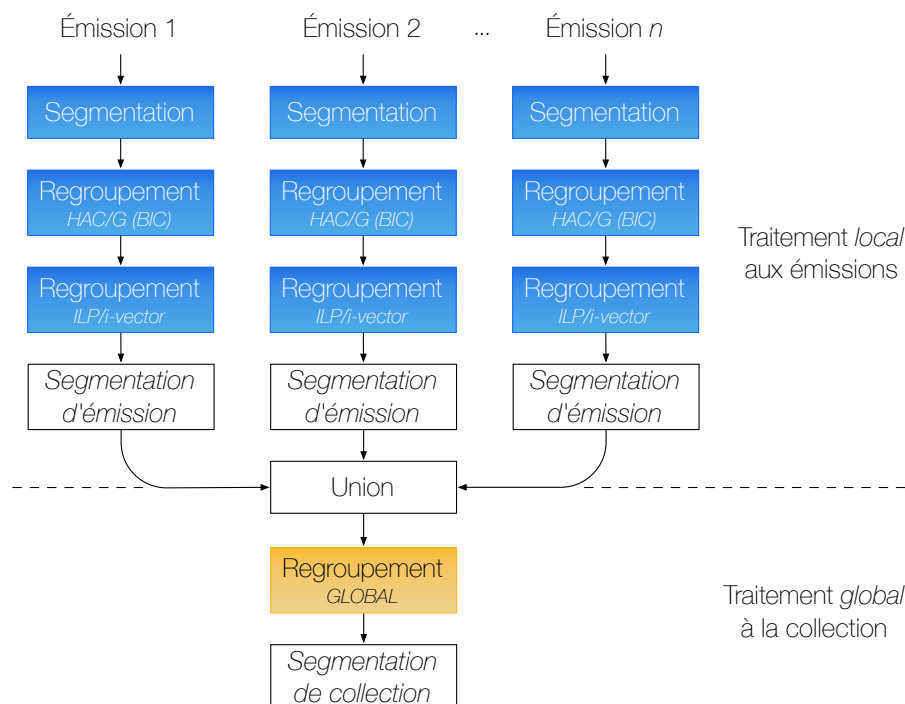 Émission 1
Émission 2
...
Émission n
Segmentation
Segmentation
Segmentation
Regroupement
HAC/G (BIC)
Regroupement
HAC/G (BIC)
Regroupement
HAC/G (BIC)
Traitement local
aux émissions
Regroupement
ILP/i-vector
Regroupement
ILP/i-vector
Regroupement
ILP/i-vector
Segmentation
d'émission
Segmentation
d'émission
Segmentation
d'émission
Union
Regroupement
GLOBAL
Traitement global
à la collection
Segmentation
de collection